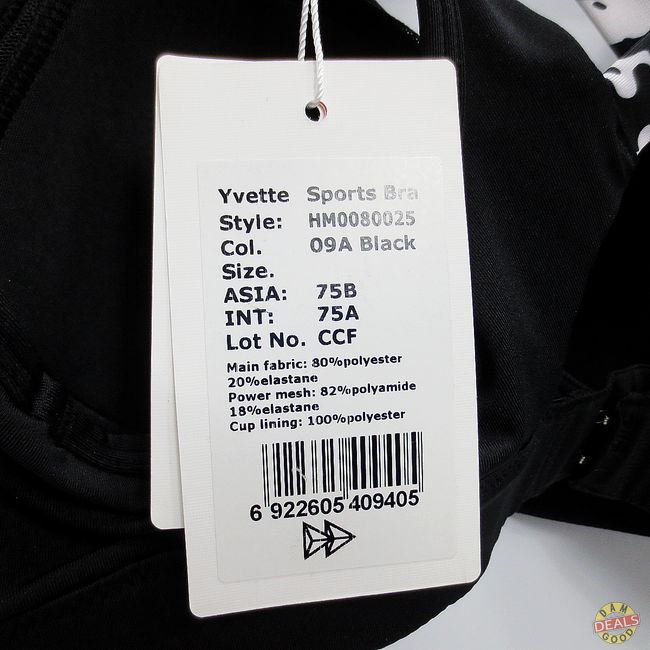 Yvette Sports Bra
Style: HM0080025
Col. 09A Black
Size.
ASIA: 75B
INT: 75A
Lot No. CCF
Main fabric: 80%polyester
20%elastane
Power mesh: 82%polyamide
18%elastane
Cup lining: 100%polyester
6 922605 409405
DAM
DEALS
GOOD